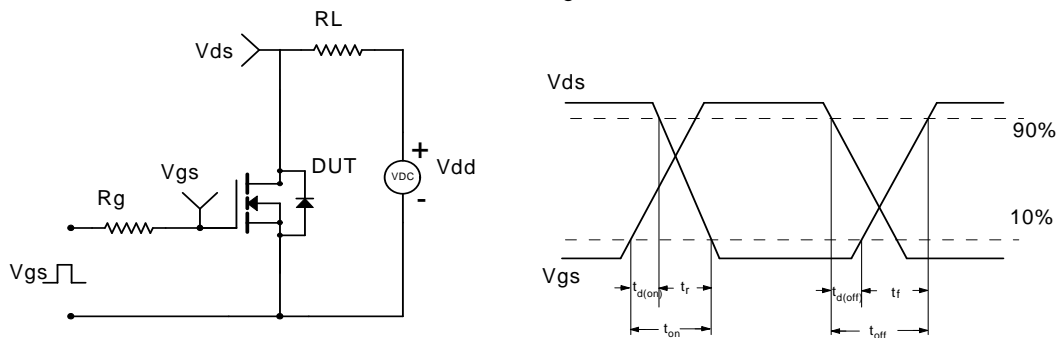 RL
Vds
Vgs
DUT
+
VDC
Vdd
-
Rg
Vgs
Vds
90%
10%
Vgs
td(on)
tr
td(off)
tf
ton
toff